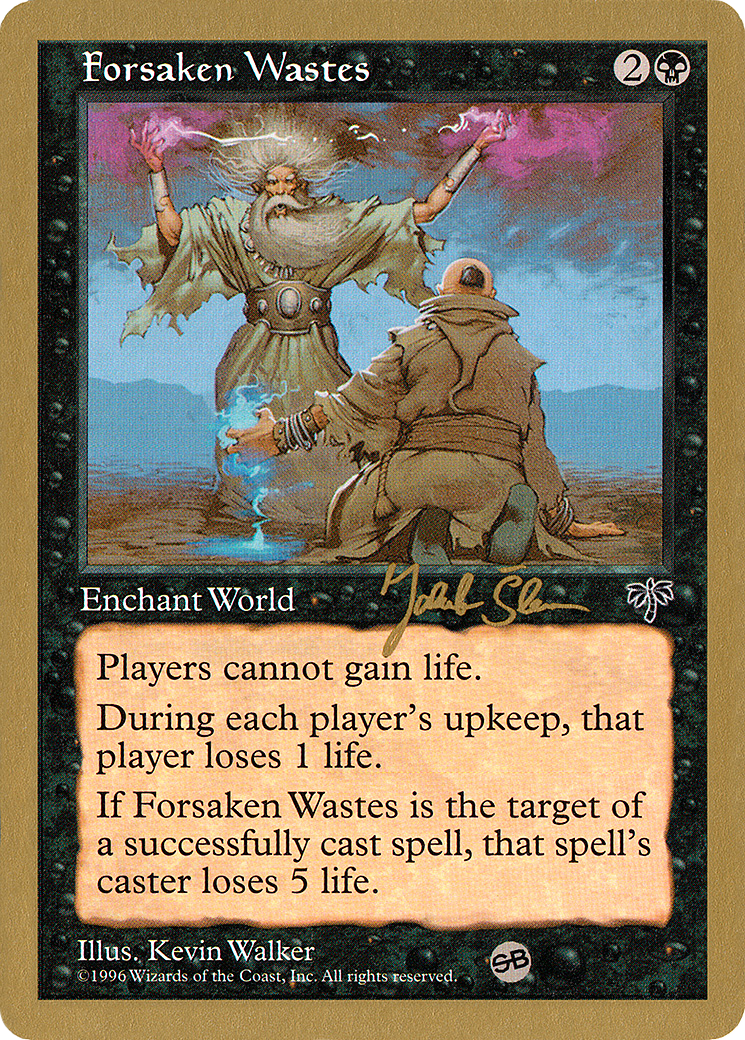 Forsaken Wastes 2
Enchant World
Jakub Šlemr
Players cannot gain life.
During each player's upkeep, that
player loses 1 life.
If Forsaken Wastes is the target of
a successfully cast spell, that spell's
caster loses 5 life.
Illus. Kevin Walker
©1996 Wizards of the Coast, Inc. All rights reserved.
SB